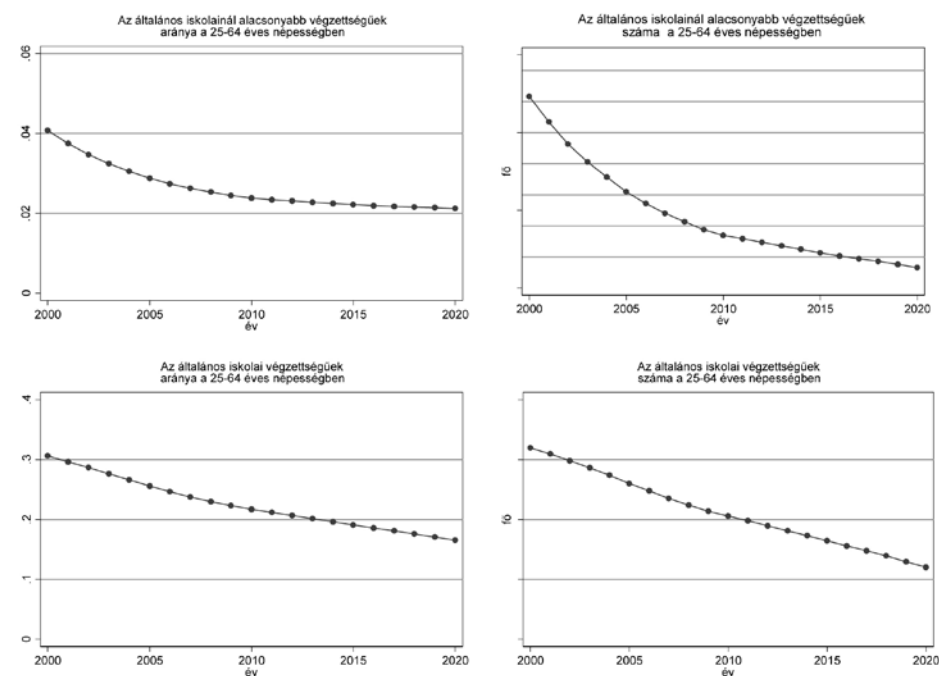 Az általános iskolainál alacsonyabb végzettségűek
aránya a 25-64 éves népességben
.06
.04
.02
0
2000 2005 2010 2015 2020
év
Az általános iskolainál alacsonyabb végzettségűek
száma a 25-64 éves népességben
fő
2000 2005 2010 2015 2020
év
Az általános iskolai végzettségűek
aránya a 25-64 éves népességben
.4
.3
.2
.1
0
2000 2005 2010 2015 2020
év
Az általános iskolai végzettségűek
száma a 25-64 éves népességben
fő
2000 2005 2010 2015 2020
év